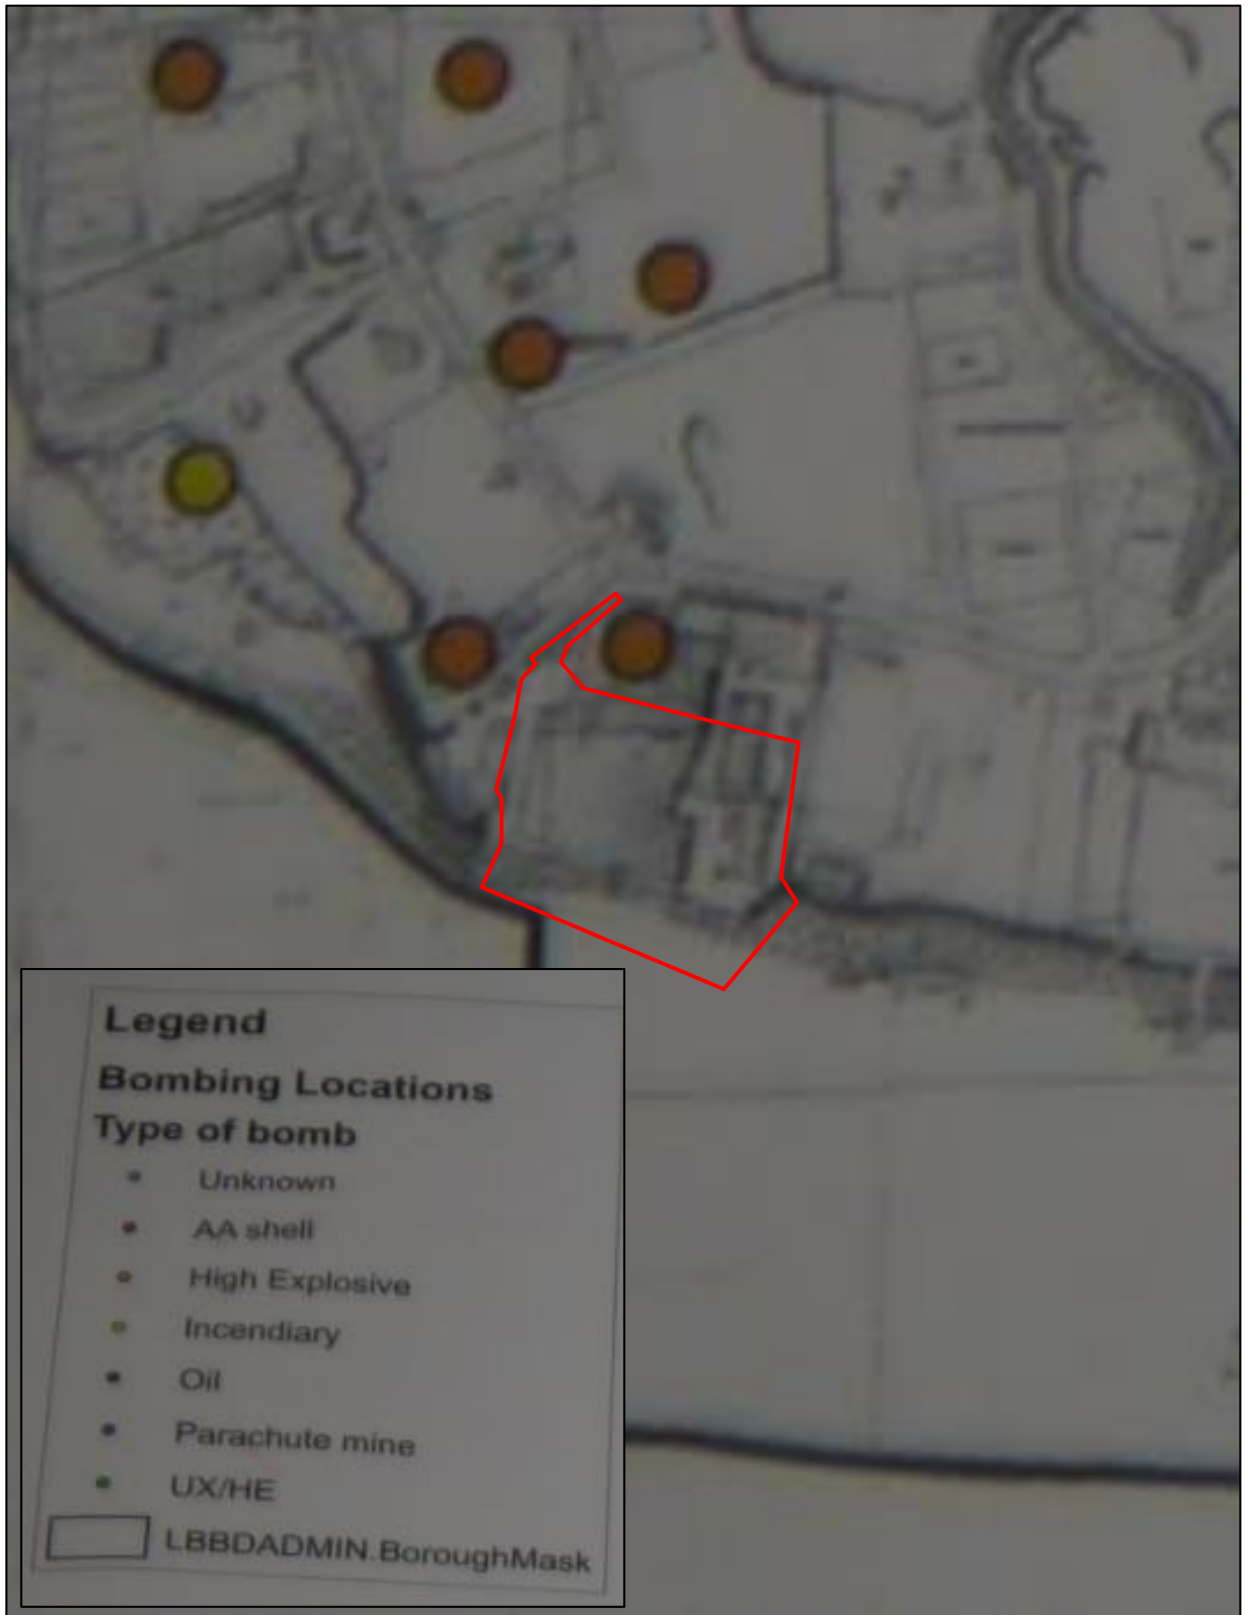 Legend
Bombing Locations
Type of bomb
Unknown
AA shell
High Explosive
Incendiary
Oil
Parachute mine
UX/HE
LBBDADMIN.BoroughMask